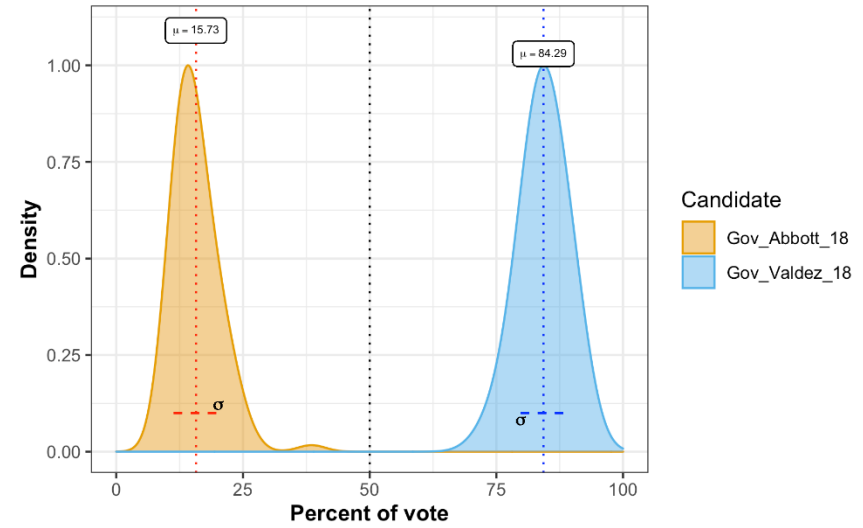 μ = 15.73
μ = 84.29
1.00
0.75
0.50
0.25
0.00
Density
σ
σ
0
25
50
75
100
Percent of vote
Candidate
Gov_Abbott_18
Gov_Valdez_18